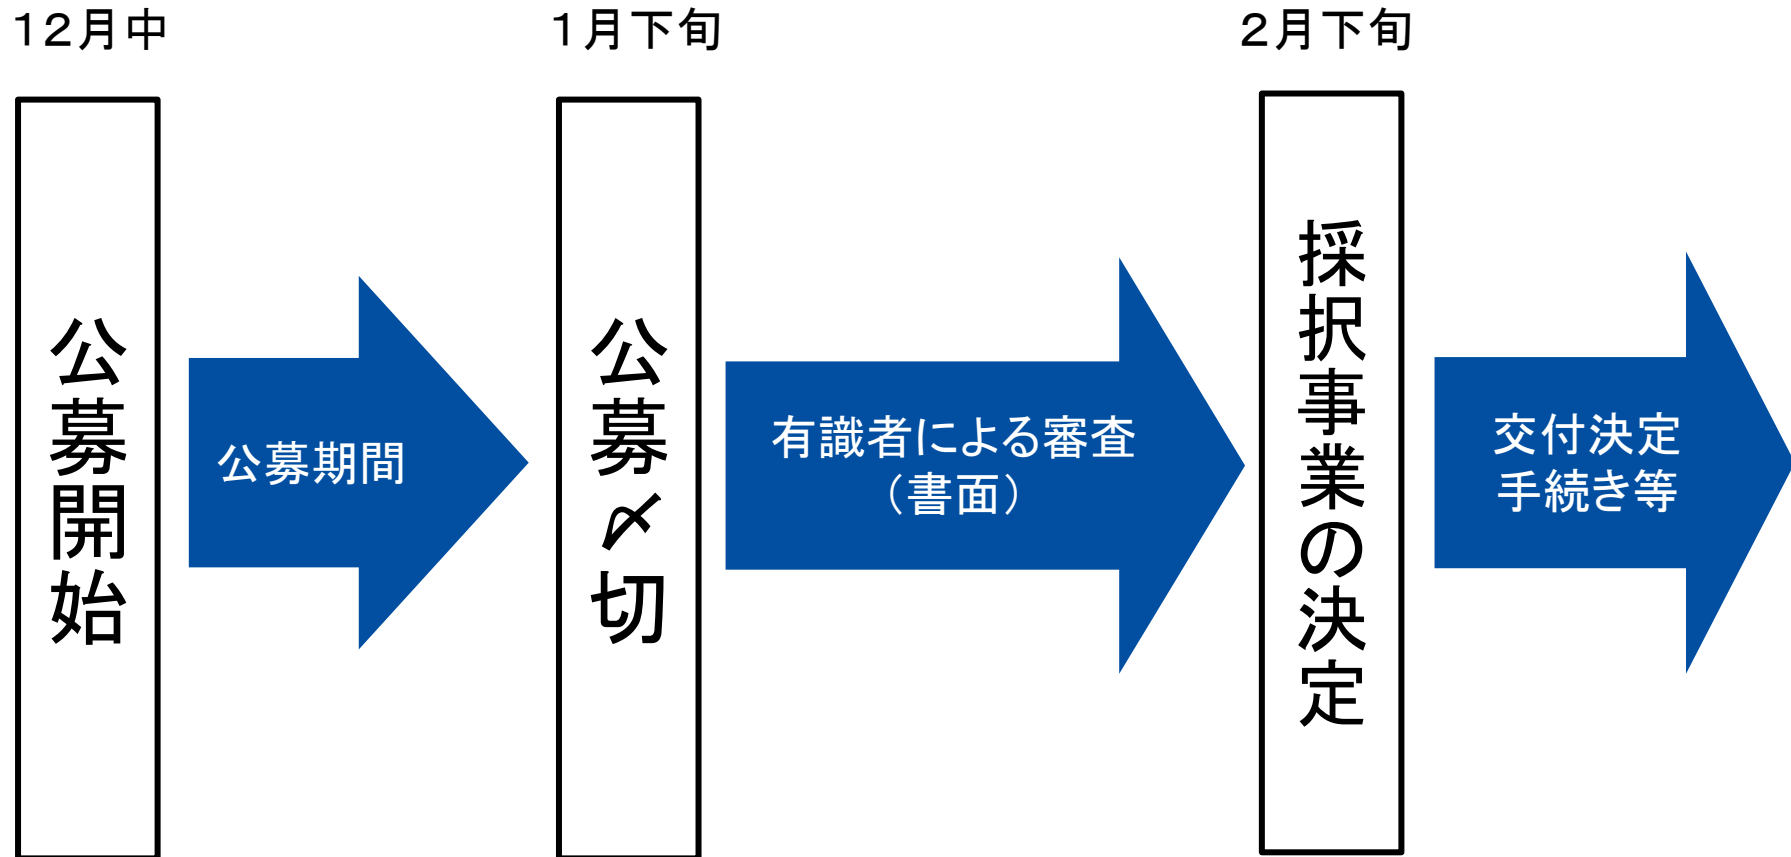 １２月中
１月下旬
２月下旬
公募開始
公募期間
公募〆切
有識者による審査
（書面）
採択事業の決定
交付決定
手続き等